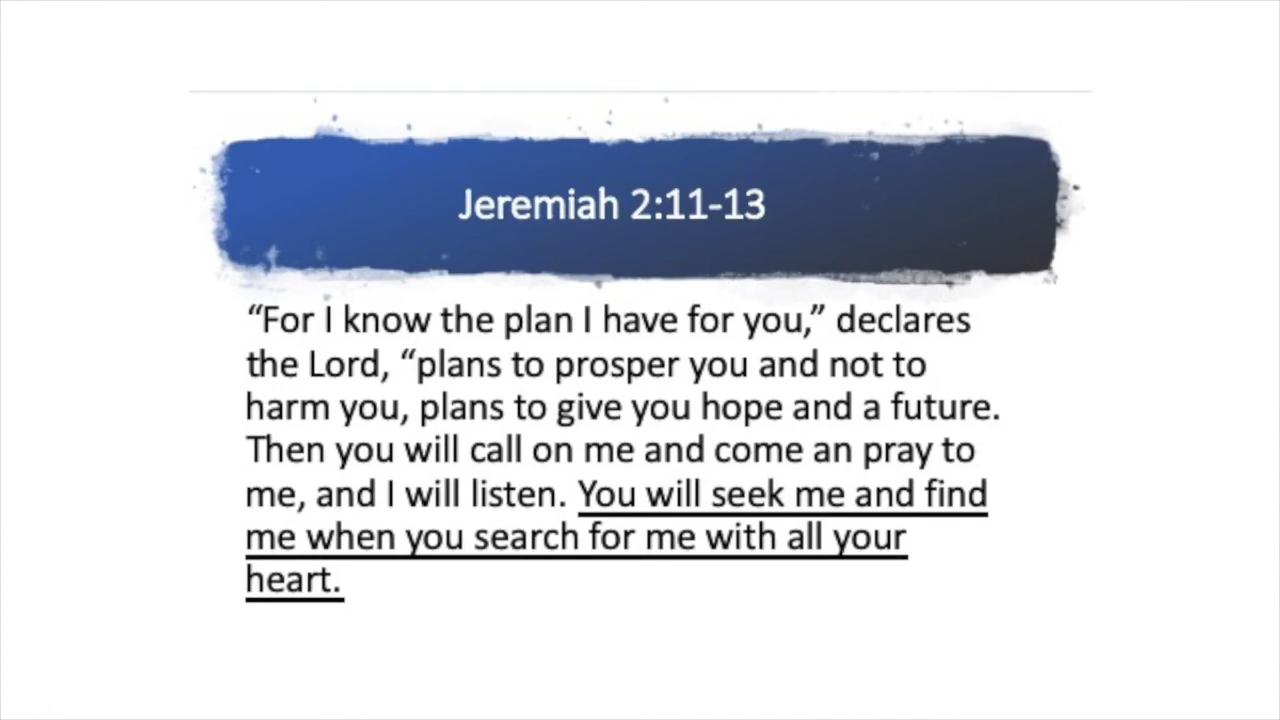 Jeremiah 2:11-13
“For I know the plan I have for you,” declares
the Lord, “plans to prosper you and not to
harm you, plans to give you hope and a future.
Then you will call on me and come an pray to
me, and I will listen. You will seek me and find
me when you search for me with all your
heart.